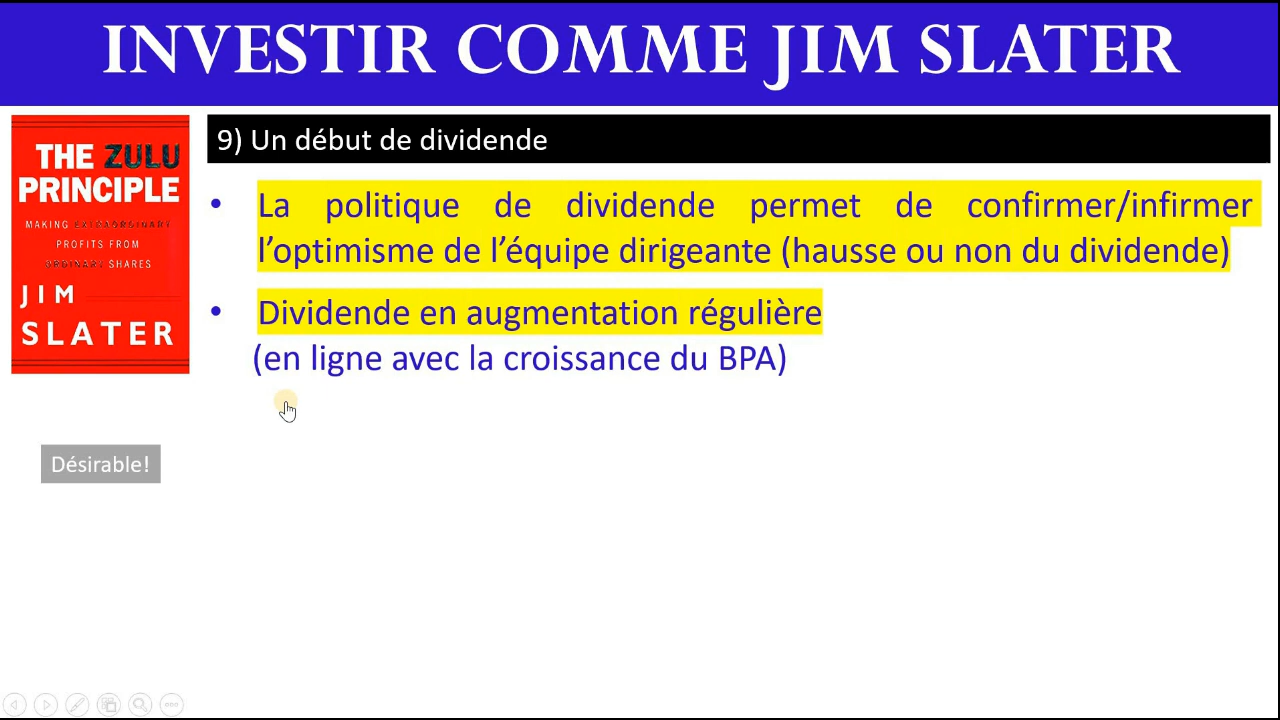 INVESTIR COMME JIM SLATER
THE ZULU
PRINCIPLE
MAKING EXTRAORDINARY
PROFITS FROM
ORDINARY SHARES
JIM
SLATER
9) Un début de dividende
• La politique de dividende permet de confirmer/infirmer
l’optimisme de l’équipe dirigeante (hausse ou non du dividende)
• Dividende en augmentation régulière
(en ligne avec la croissance du BPA)
Désirable!